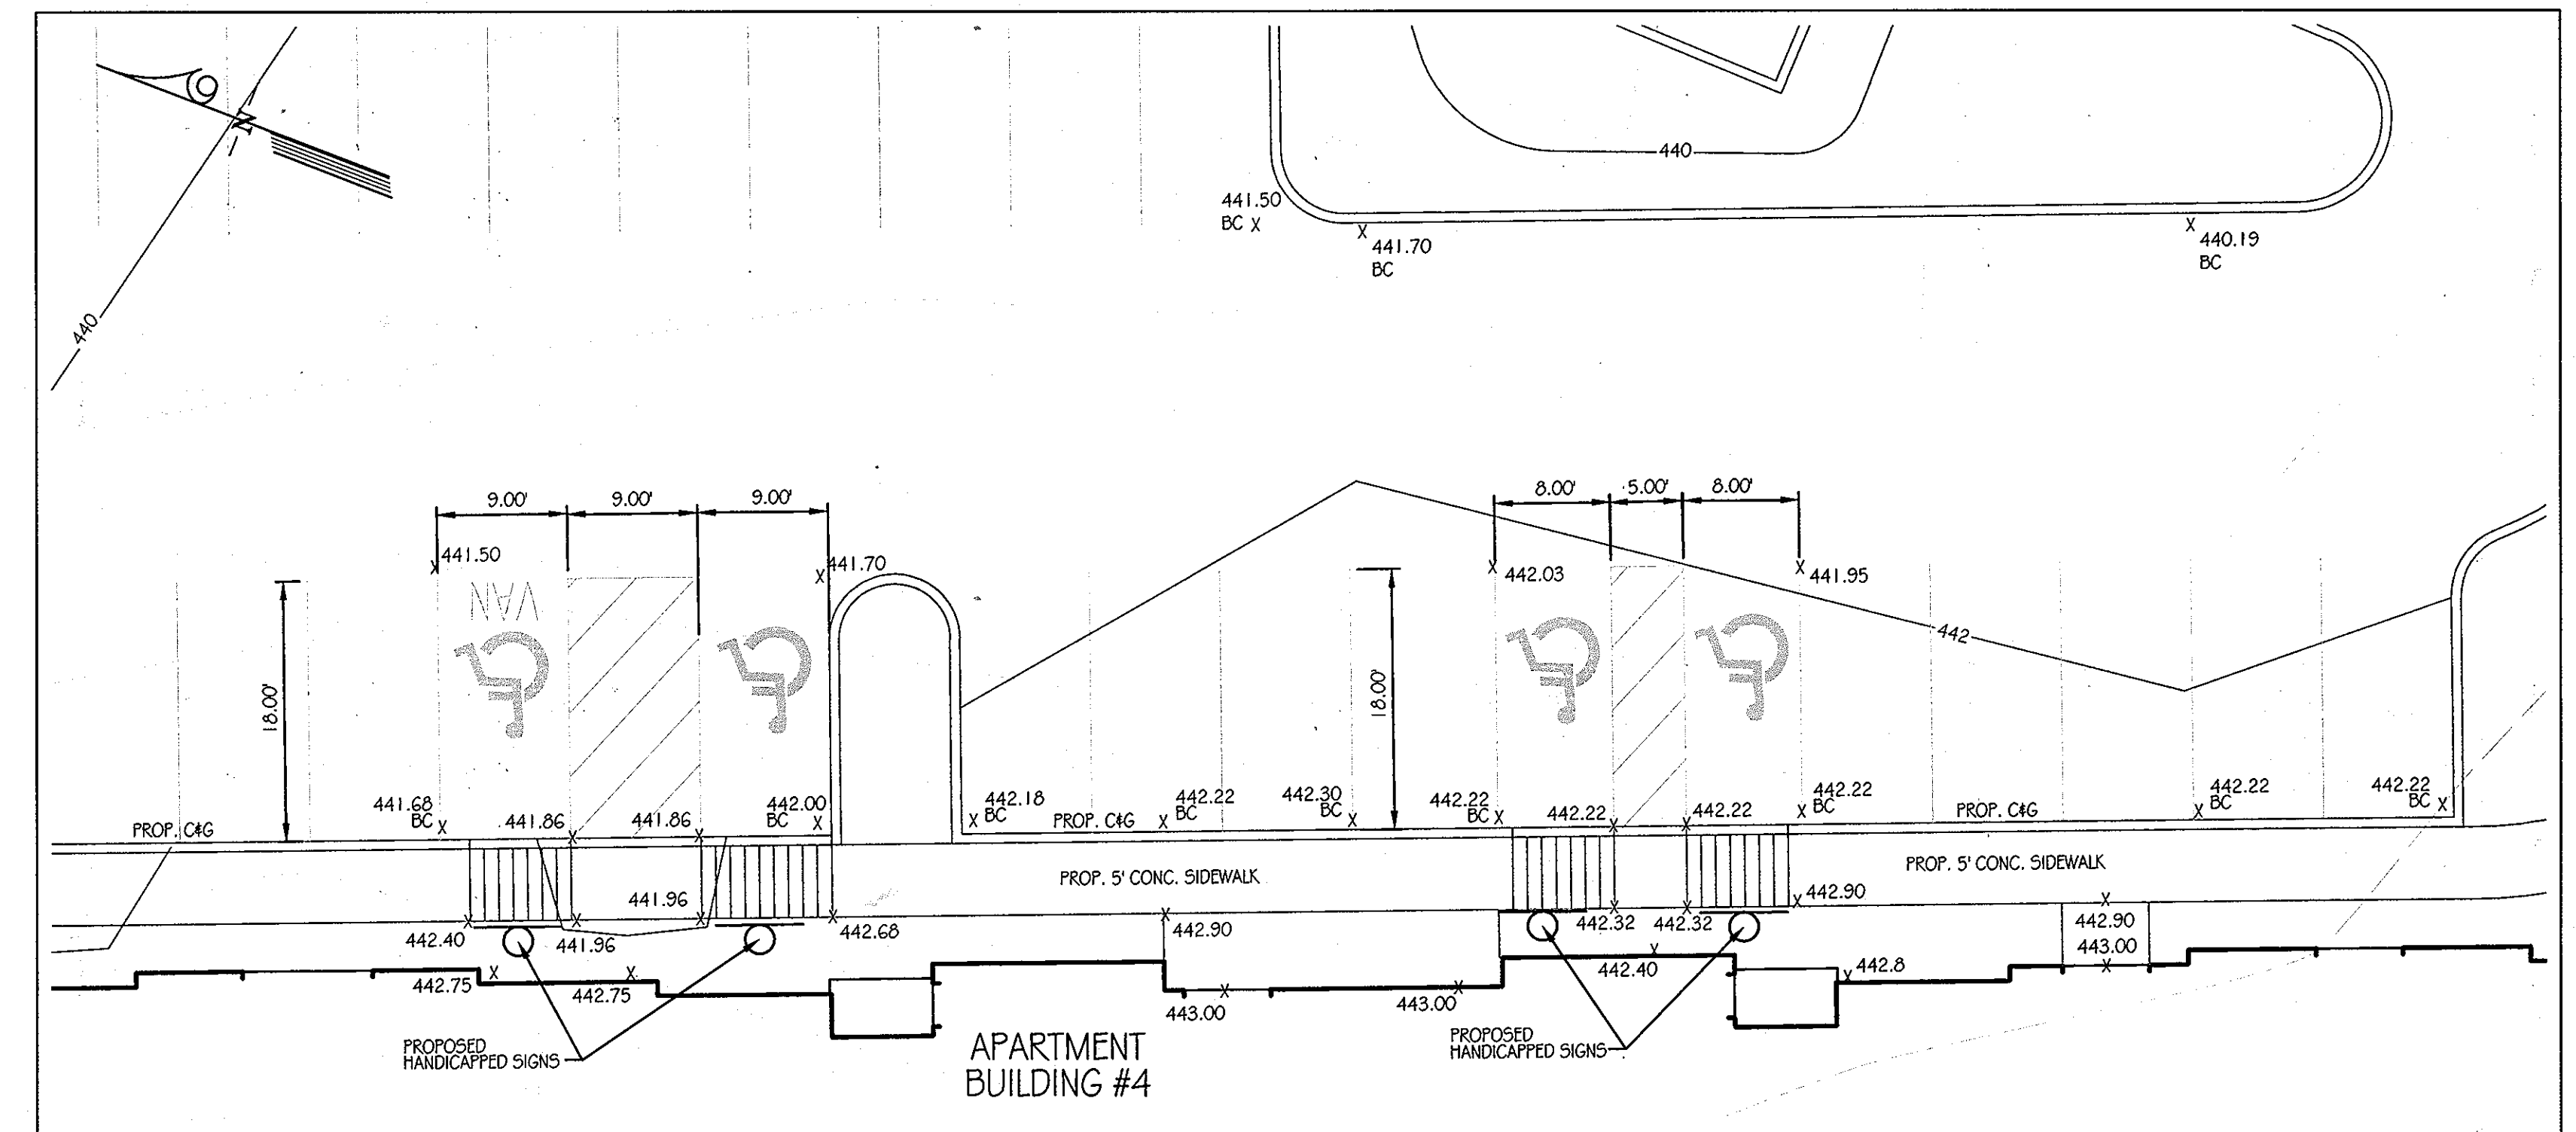 N
440
440
441.50
BC
441.70
BC
440.19
BC
9.00'
9.00'
9.00'
8.00'
5.00'
8.00'
441.50
441.70
442.03
441.95
VAN
18.00'
18.00'
442
441.68
BC
441.86
441.86
442.00
BC
442.18
BC
442.22
BC
442.30
BC
442.22
BC
442.22
442.22
442.22
BC
442.22
BC
442.22
BC
PROP. C&G
PROP. C&G
PROP. C&G
PROP. 5' CONC. SIDEWALK
PROP. 5' CONC. SIDEWALK
442.40
441.96
441.96
442.68
442.90
442.32
442.32
442.90
442.90
443.00
442.75
442.75
443.00
443.00
442.40
442.8
PROPOSED
HANDICAPPED SIGNS
APARTMENT
BUILDING #4
PROPOSED
HANDICAPPED SIGNS